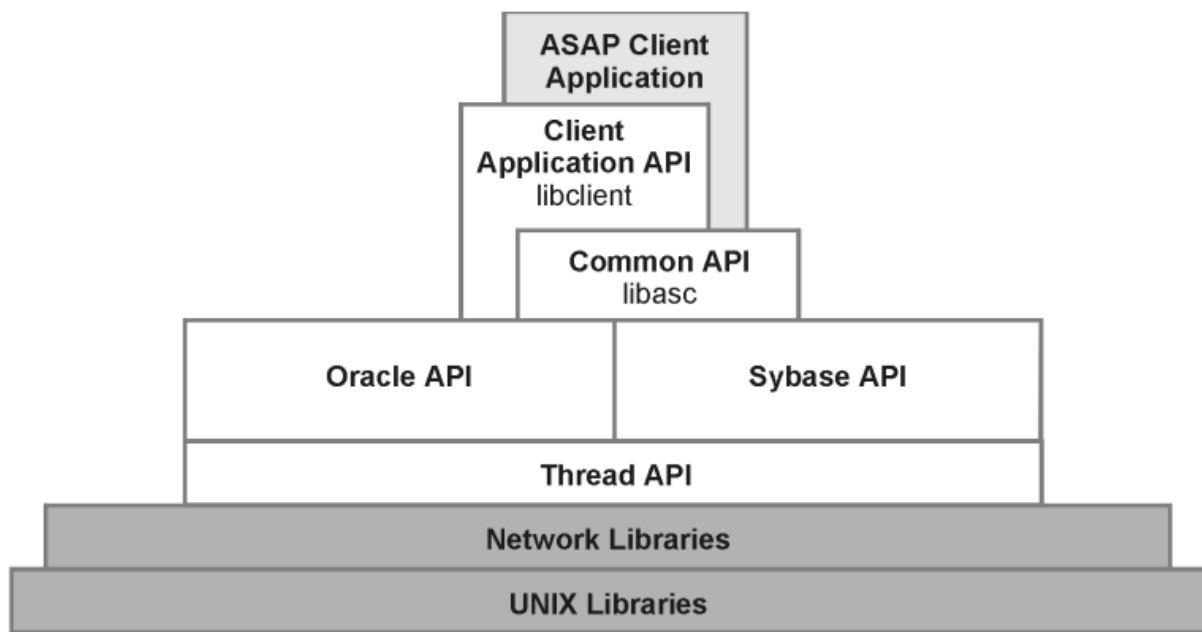 ASAP Client
Application
Client
Application API
libclient
Common API
libasc
Oracle API
Sybase API
Thread API
Network Libraries
UNIX Libraries